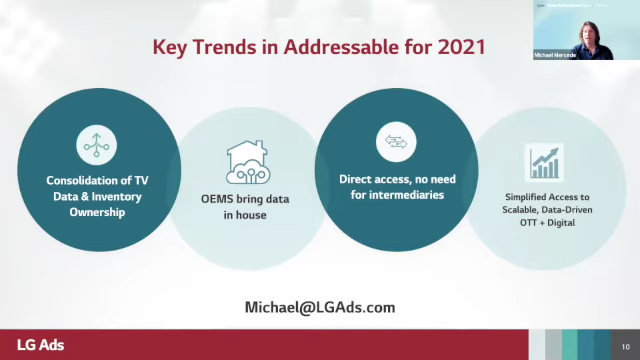 Key Trends in Addressable for 2021
Michael Mercede
Consolidation of TV
Data & Inventory
Ownership
OEMS bring data
in house
Direct access, no need
for intermediaries
Simplified Access to
Scalable, Data-Driven
OTT + Digital
Michael@LGAds.com
LG Ads
10